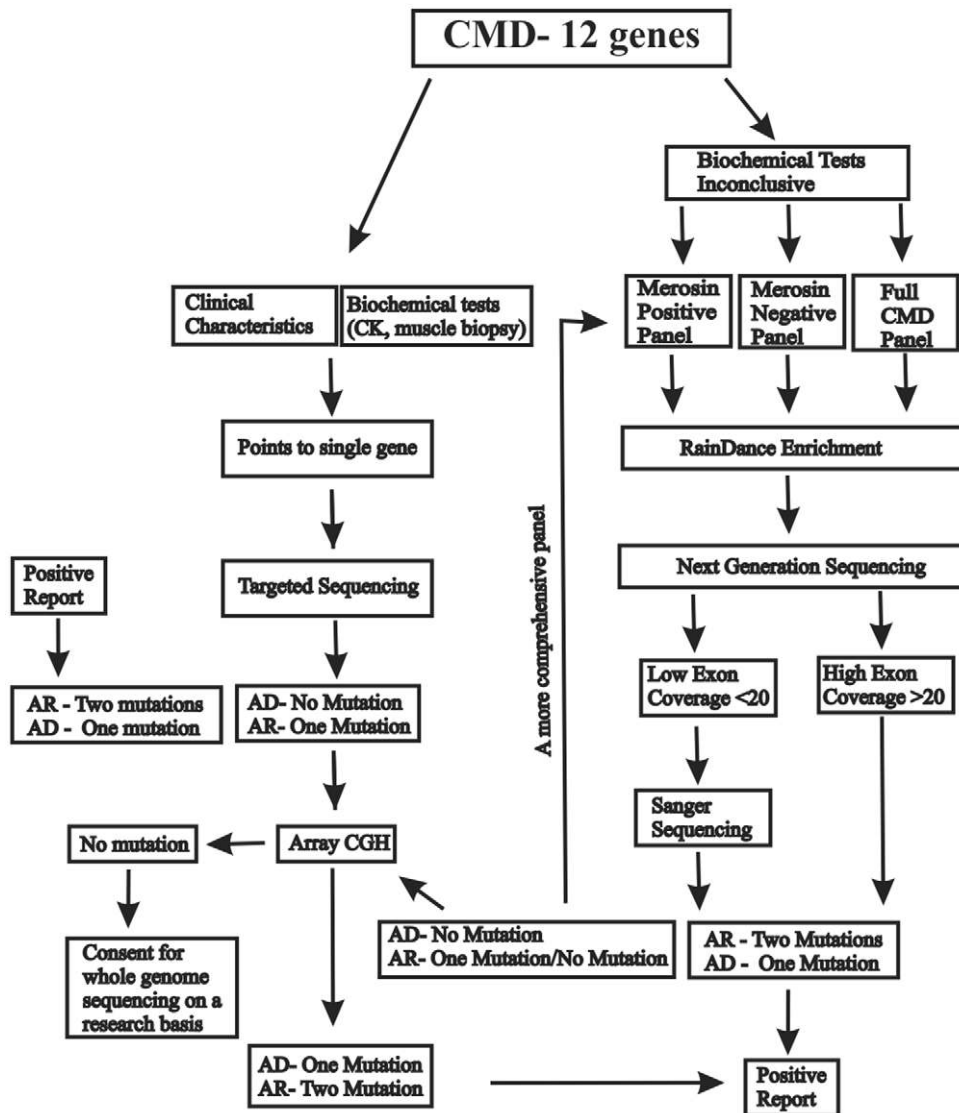 CMD- 12 genes
Biochemical Tests
Inconclusive
Clinical
Characteristics
Biochemical tests
(CK, muscle biopsy)
Merosin
Positive
Panel
Merosin
Negative
Panel
Full
CMD
Panel
Points to single gene
RainDance Enrichment
A more comprehensive panel
Next Generation Sequencing
Positive
Report
Targeted Sequencing
Low Exon
Coverage <20
High Exon
Coverage >20
AR - Two mutations
AD - One mutation
AD- No Mutation
AR- One Mutation
Sanger
Sequencing
No mutation
Array CGH
AD- No Mutation
AR- One Mutation/No Mutation
AR - Two Mutations
AD - One Mutation
Consent for
whole genome
sequencing on a
research basis
AD- One Mutation
AR- Two Mutation
Positive
Report